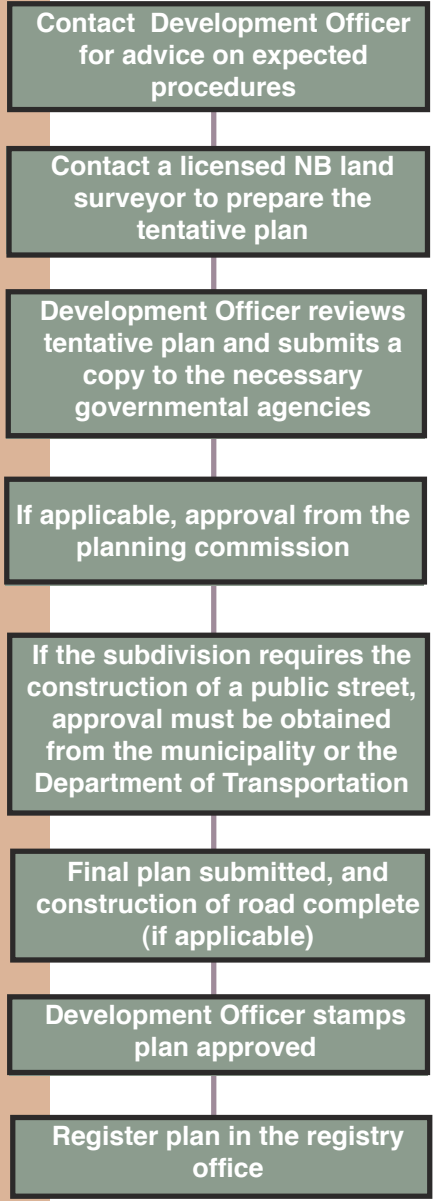 Contact  Development Officer
for advice on expected
procedures
Contact a licensed NB land
surveyor to prepare the
tentative plan
Development Officer reviews
tentative plan and submits a
copy to the necessary
governmental agencies
If applicable, approval from the
planning commission
If the subdivision requires the
construction of a public street,
approval must be obtained
from the municipality or the
Department of Transportation
Final plan submitted, and
construction of road complete
(if applicable)
Development Officer stamps
plan approved
Register plan in the registry
office